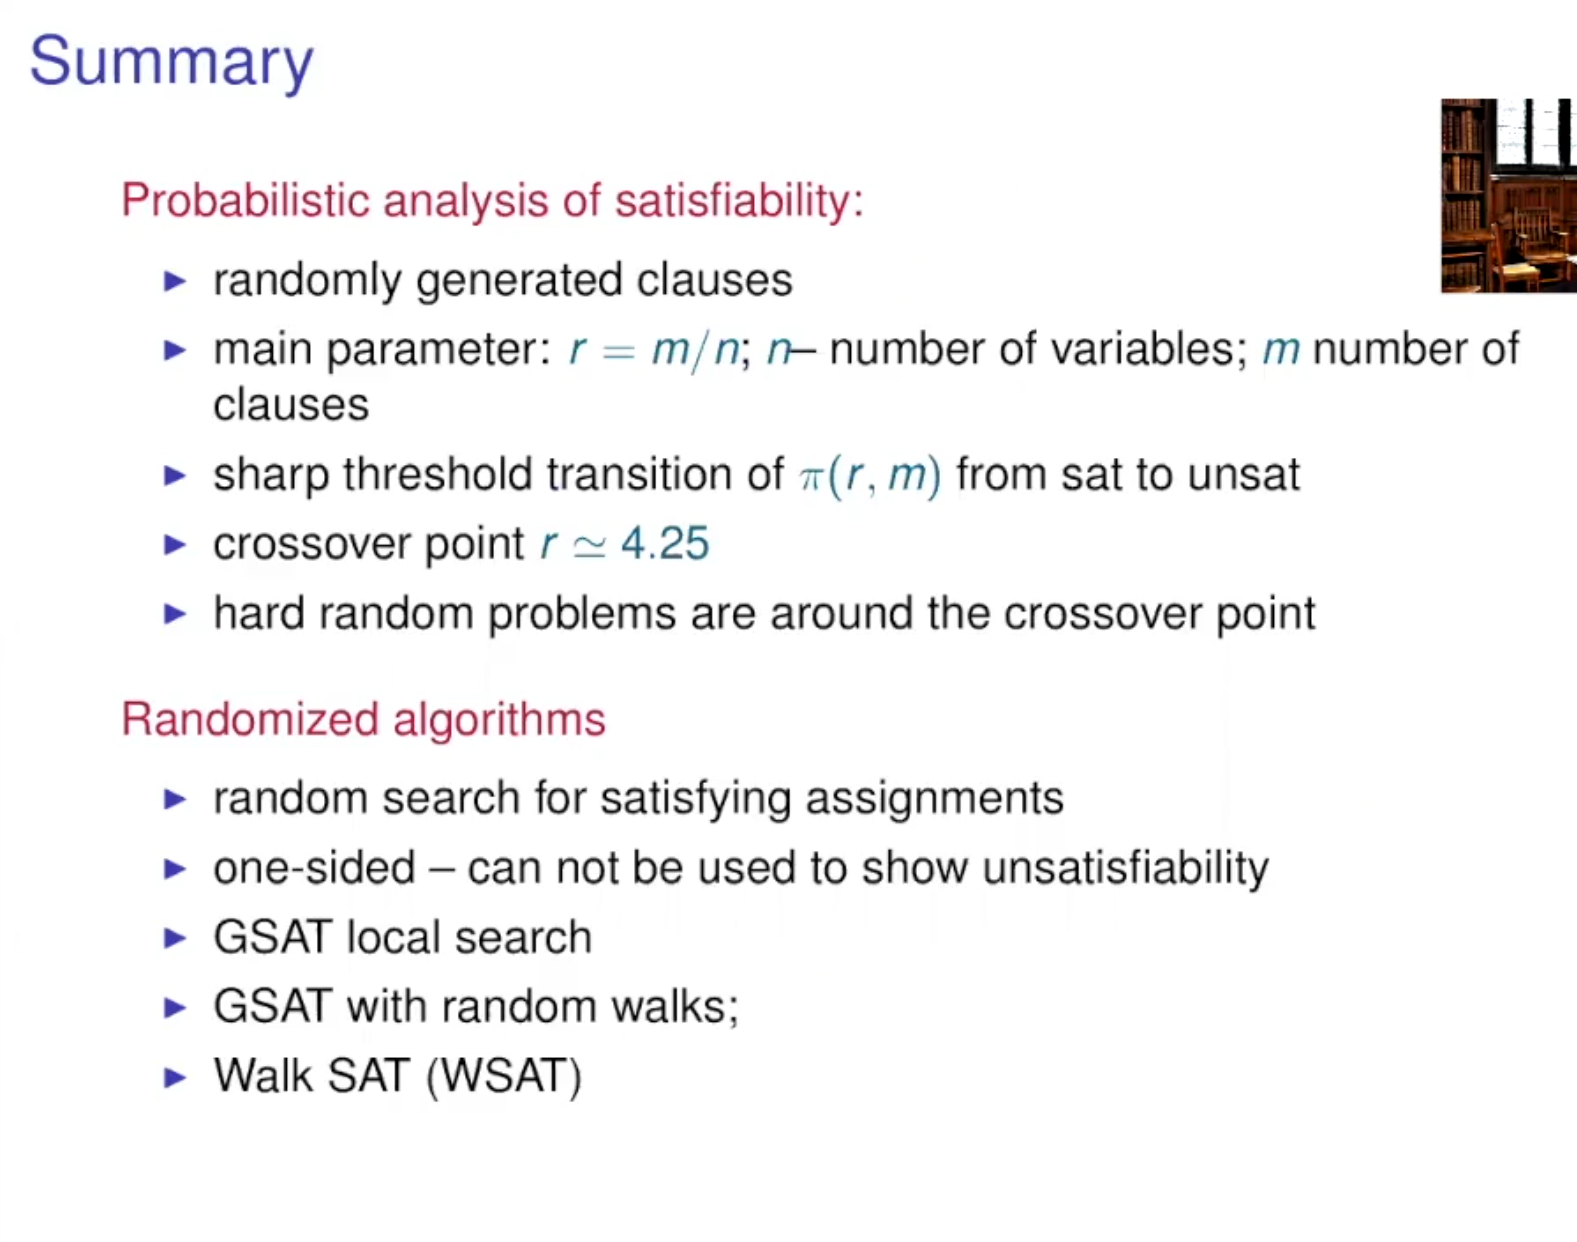 Summary
Probabilistic analysis of satisfiability:
▶ randomly generated clauses
▶ main parameter: r = m/n; n– number of variables; m number of
clauses
▶ sharp threshold transition of π(r, m) from sat to unsat
▶ crossover point r ≃ 4.25
▶ hard random problems are around the crossover point
Randomized algorithms
▶ random search for satisfying assignments
▶ one-sided – can not be used to show unsatisfiability
▶ GSAT local search
▶ GSAT with random walks;
▶ Walk SAT (WSAT)